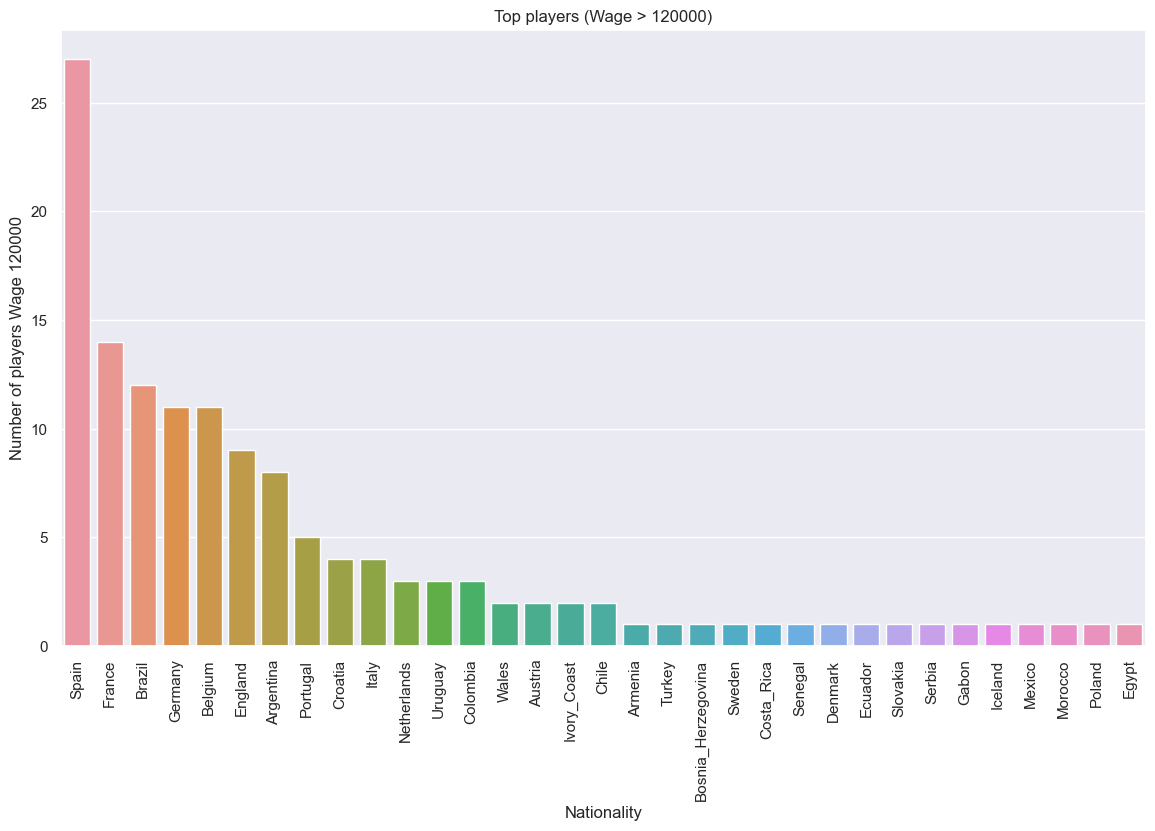 Top players (Wage > 120000)
Number of players Wage 120000
25
20
15
10
5
0
Spain
France
Brazil
Germany
Belgium
England
Argentina
Portugal
Croatia
Italy
Netherlands
Uruguay
Colombia
Wales
Austria
Ivory_Coast
Chile
Armenia
Turkey
Bosnia_Herzegovina
Sweden
Costa_Rica
Senegal
Denmark
Ecuador
Slovakia
Serbia
Gabon
Iceland
Mexico
Morocco
Poland
Egypt
Nationality